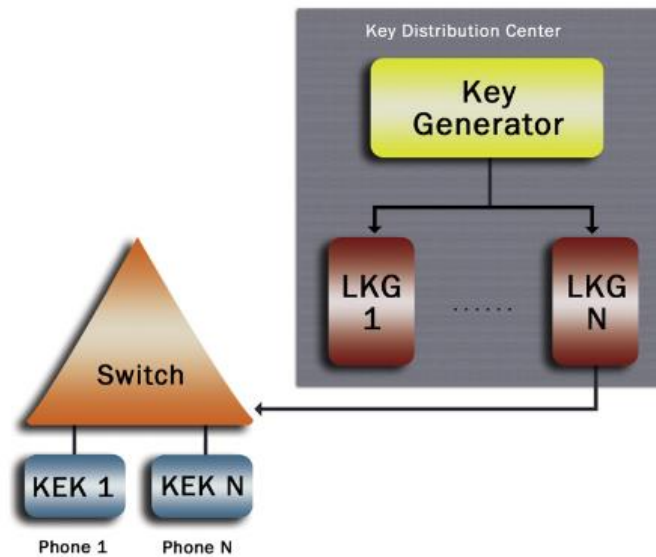 Key Distribution Center
Key
Generator
LKG
1
......
LKG
N
Switch
KEK 1
KEK N
Phone 1
Phone N